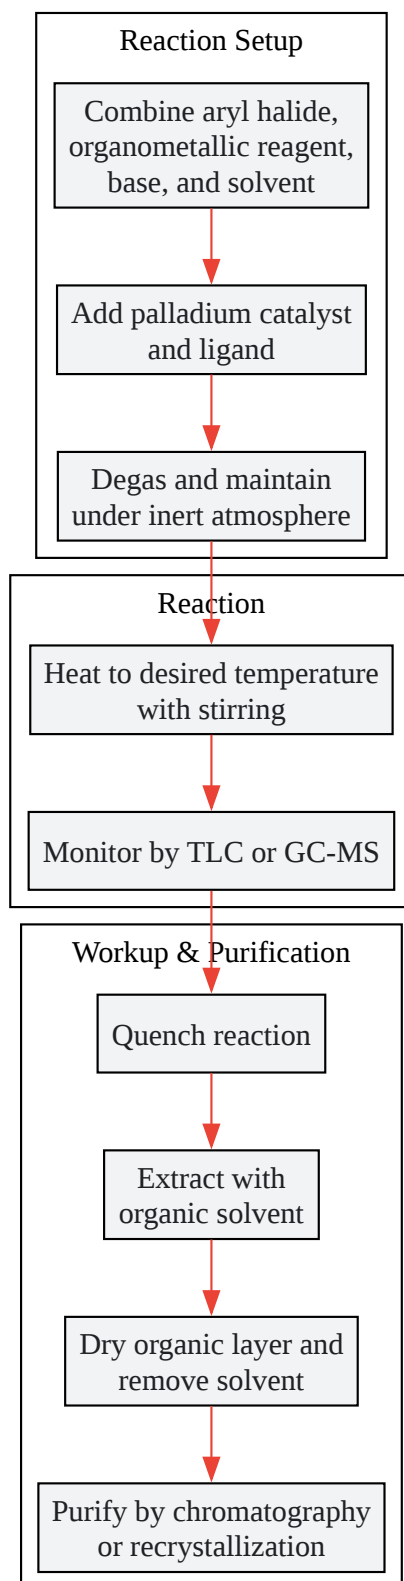 Reaction Setup
Combine aryl halide,
organometallic reagent,
base, and solvent
Add palladium catalyst
and ligand
Degas and maintain
under inert atmosphere
Reaction
Heat to desired temperature
with stirring
Monitor by TLC or GC-MS
Workup & Purification
Quench reaction
Extract with
organic solvent
Dry organic layer and
remove solvent
Purify by chromatography
or recrystallization